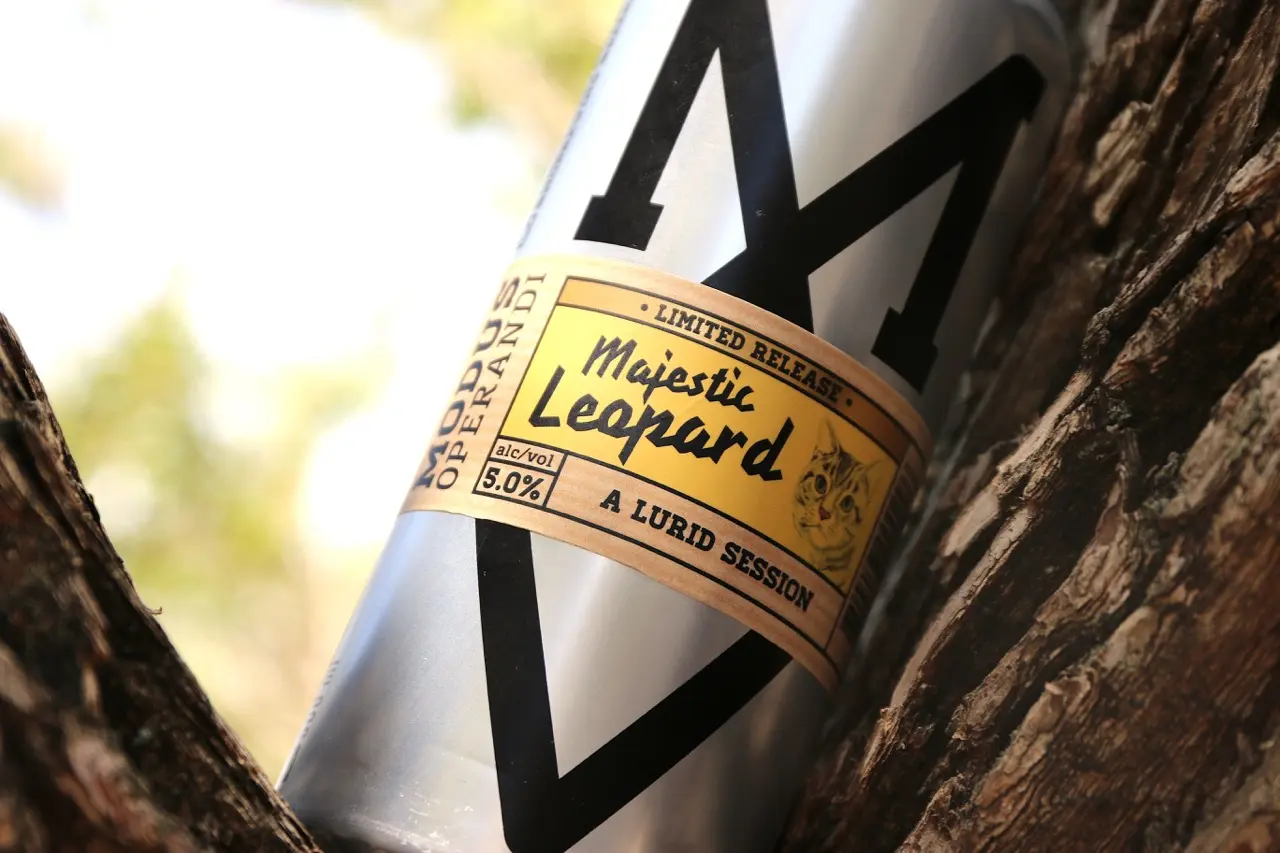 MODUS
OPERANDI
• LIMITED RELEASE •
Majestic
Leopard
alc/vol
5.0%
A LURID SESSION